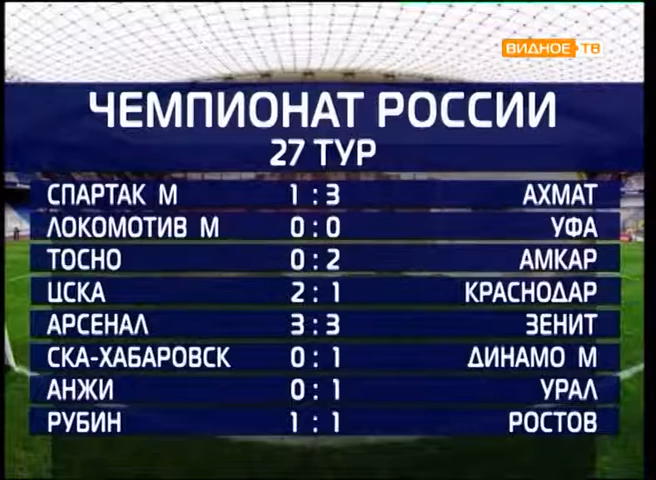 ВИДНОЕ ТВ
ЧЕМПИОНАТ РОССИИ
27 ТУР
СПАРТАК М 1 : 3 АХМАТ
ЛОКОМОТИВ М 0 : 0 УФА
ТОСНО 0 : 2 АМКАР
ЦСКА 2 : 1 КРАСНОДАР
АРСЕНАЛ 3 : 3 ЗЕНИТ
СКА-ХАБАРОВСК 0 : 1 ДИНАМО М
АНЖИ 0 : 1 УРАЛ
РУБИН 1 : 1 РОСТОВ